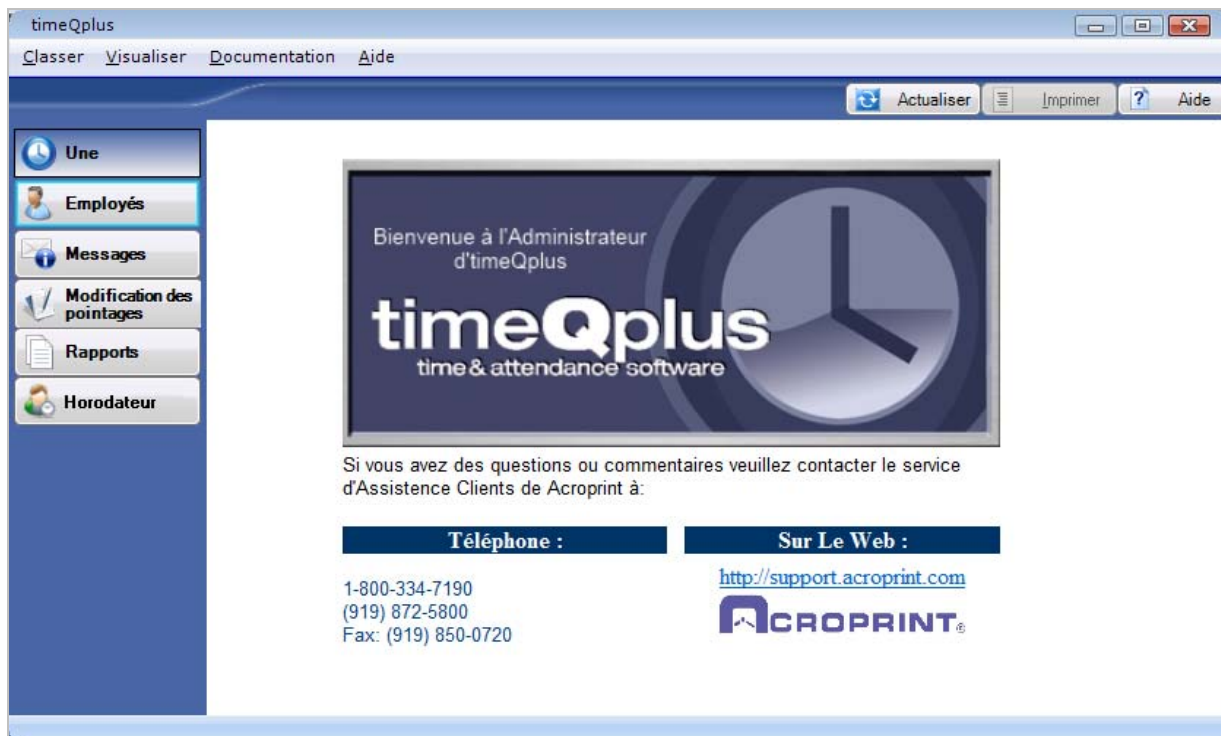 timeQplus
Classer Visualiser Documentation Aide
Actualiser Imprimer Aide
Une
Employés
Messages
Modification des
pointages
Rapports
Horodateur
Bienvenue à l'Administrateur
d'timeQplus
timeQplus
time & attendance software
Si vous avez des questions ou commentaires veuillez contacter le service
d'Assistence Clients de Acroprint à:
Téléphone :
1-800-334-7190
(919) 872-5800
Fax: (919) 850-0720
Sur Le Web :
http://support.acroprint.com
ACROPRINT®